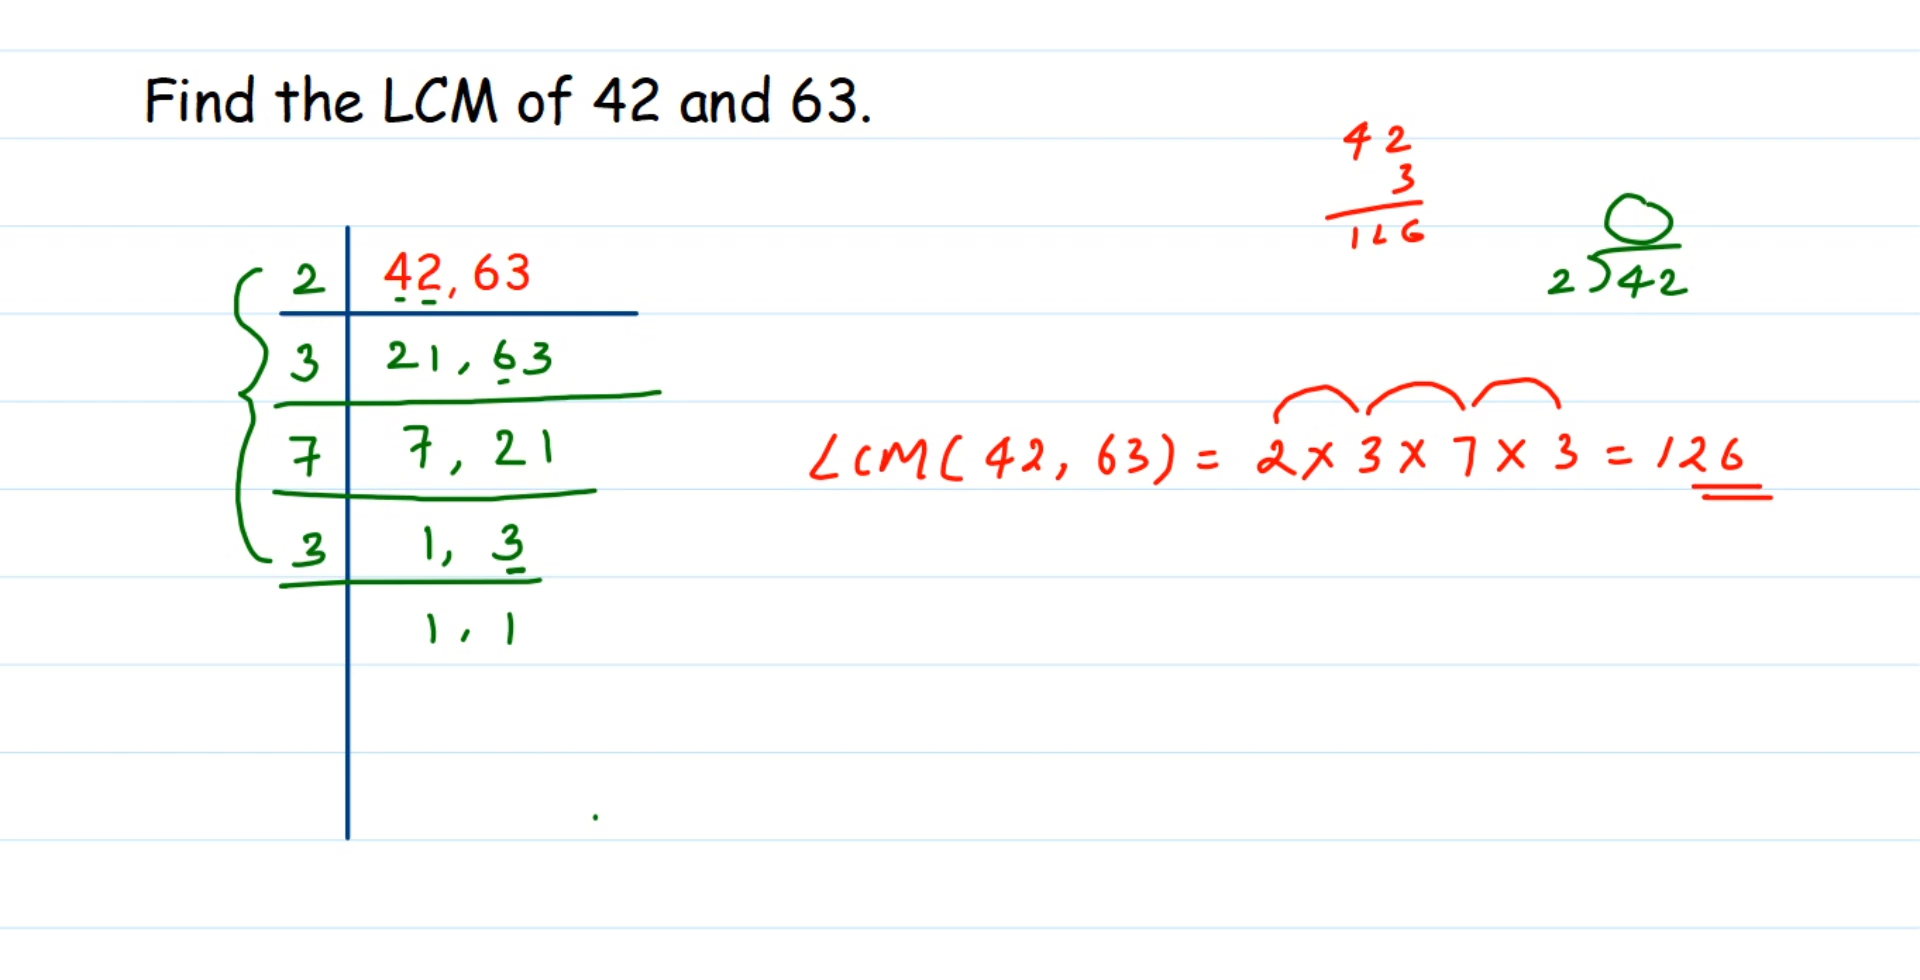 Find the LCM of 42 and 63.
42
3
126
2)42
2 | 42, 63
3 | 21, 63
7 | 7, 21
3 | 1, 3
1, 1
LCM(42, 63) = 2 × 3 × 7 × 3 = 126